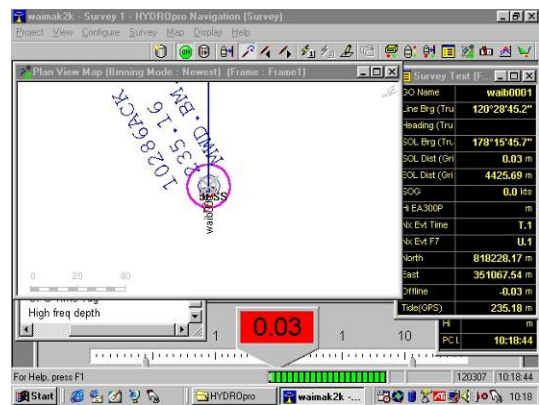 waimak2k - Survey 1 - HYDROpro Navigation (Survey)
Project View Configure Survey Map Display Help
Plan View Map (Binning Mode : Newest) (Frame : Frame1)
Survey Text (F...
10286ACK
235.16
MWD.BM.
waib000
0 20 40
GO Name waib0001
Line Brg (Tru 120°28'45.2"
Heading (Tru
SOL Brg (Tru 178°15'45.7"
SOL Dist (Gri 0.03 m
EOL Dist (Gri 4425.69 m
SOG 0.0 kts
Hi EA300P m
Nx Evt Time T.1
Nx Evt F7 U.1
North 818228.17 m
East 351067.54 m
Offline -0.03 m
Tide(GPS) 235.18 m
Hi m
PC L 10:18:44
High freq depth
1 0.03 1 10
For Help, press F1
120307 10:18:44
Start
HYDROpro
waimak2k -...
10:18